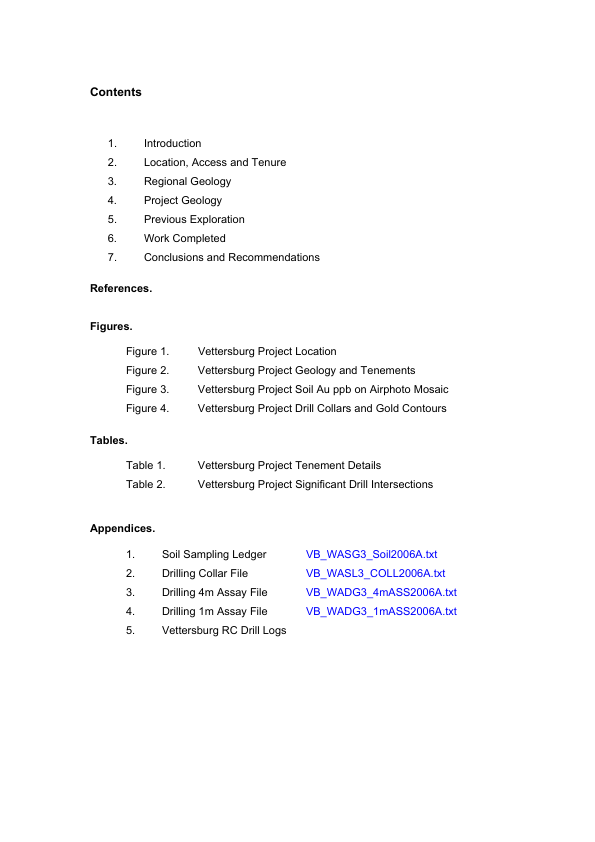 Contents
1. Introduction
2. Location, Access and Tenure
3. Regional Geology
4. Project Geology
5. Previous Exploration
6. Work Completed
7. Conclusions and Recommendations
References.
Figures.
Figure 1. Vettersburg Project Location
Figure 2. Vettersburg Project Geology and Tenements
Figure 3. Vettersburg Project Soil Au ppb on Airphoto Mosaic
Figure 4. Vettersburg Project Drill Collars and Gold Contours
Tables.
Table 1. Vettersburg Project Tenement Details
Table 2. Vettersburg Project Significant Drill Intersections
Appendices.
1. Soil Sampling Ledger VB_WASG3_Soil2006A.txt
2. Drilling Collar File VB_WASL3_COLL2006A.txt
3. Drilling 4m Assay File VB_WADG3_4mASS2006A.txt
4. Drilling 1m Assay File VB_WADG3_1mASS2006A.txt
5. Vettersburg RC Drill Logs